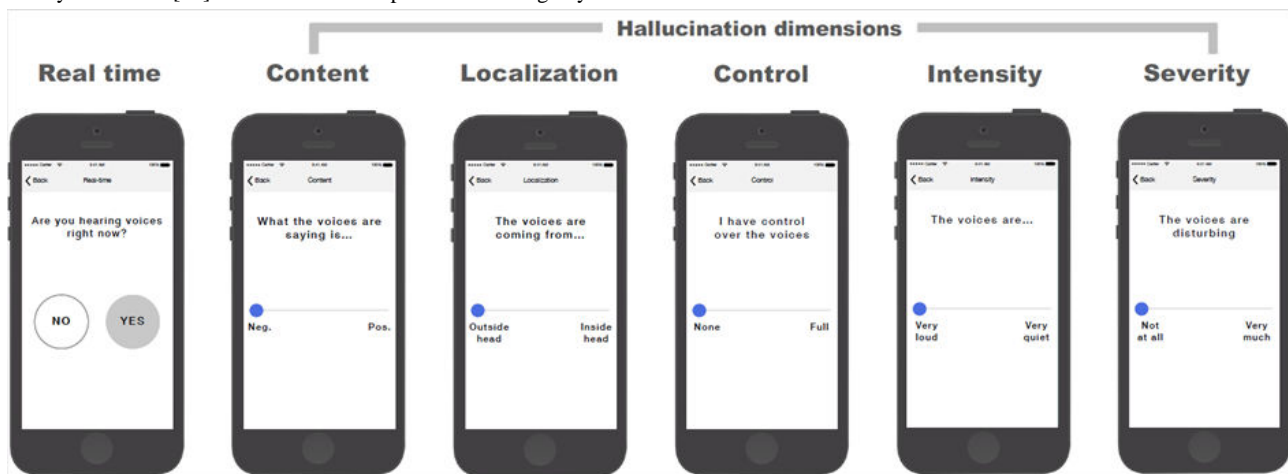 Hallucination dimensions
Real time
Content
Localization
Control
Intensity
Severity
Back Real-time
Are you hearing voices
right now?
NO YES
Back Content
What the voices are
saying is...
Neg. Pos.
Back Localization
The voices are
coming from...
Outside
head
Inside
head
Back Control
I have control
over the voices
None Full
Back Intensity
The voices are...
Very
loud
Very
quiet
Back Severity
The voices are
disturbing
Not
at all
Very
much